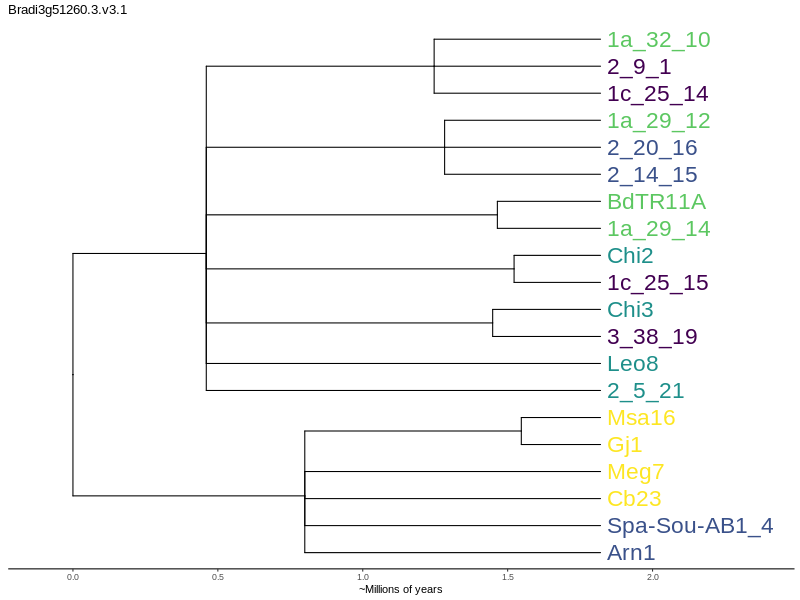 Bradi3g51260.3.v3.1
1a_32_10
2_9_1
1c_25_14
1a_29_12
2_20_16
2_14_15
BdTR11A
1a_29_14
Chi2
1c_25_15
Chi3
3_38_19
Leo8
2_5_21
Msa16
Gj1
Meg7
Cb23
Spa-Sou-AB1_4
Arn1
0.0 0.5 1.0 1.5 2.0
~Millions of years